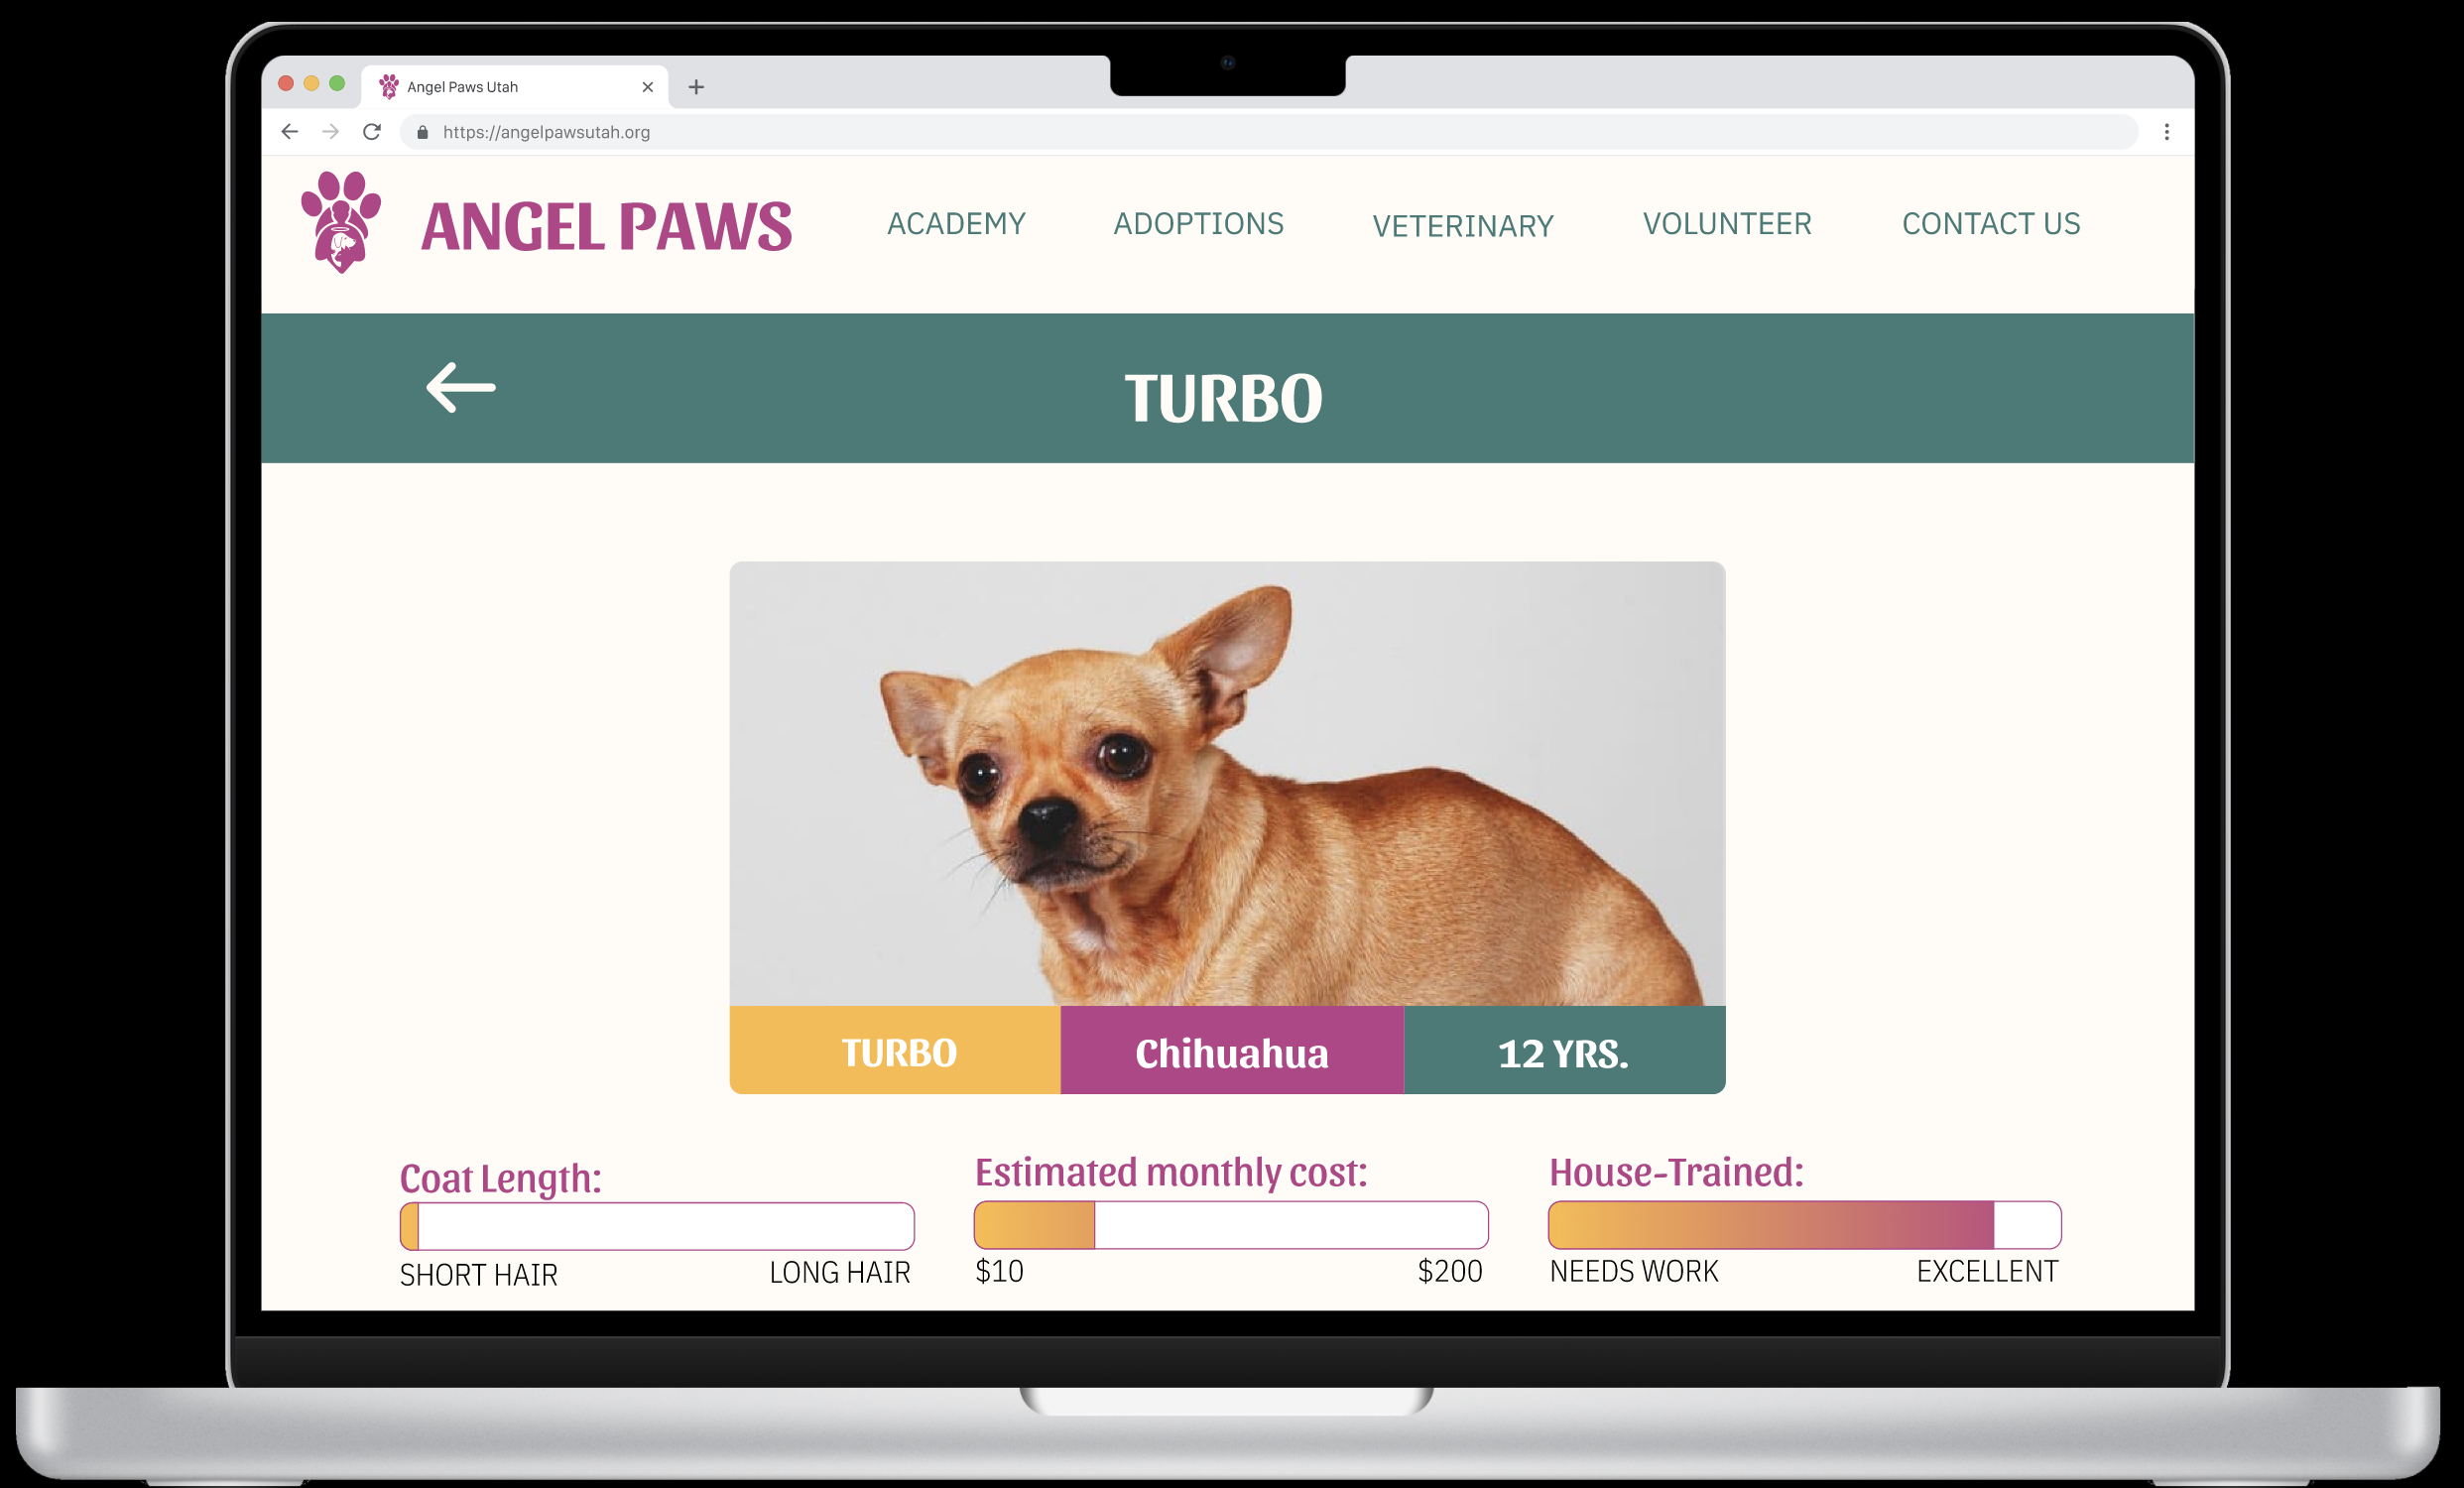 Angel Paws Utah
https://angelpawsutah.org
ANGEL PAWS
ACADEMY
ADOPTIONS
VETERINARY
VOLUNTEER
CONTACT US
TURBO
TURBO
Chihuahua
12 YRS.
Coat Length:
SHORT HAIR
LONG HAIR
Estimated monthly cost:
$10
$200
House-Trained:
NEEDS WORK
EXCELLENT